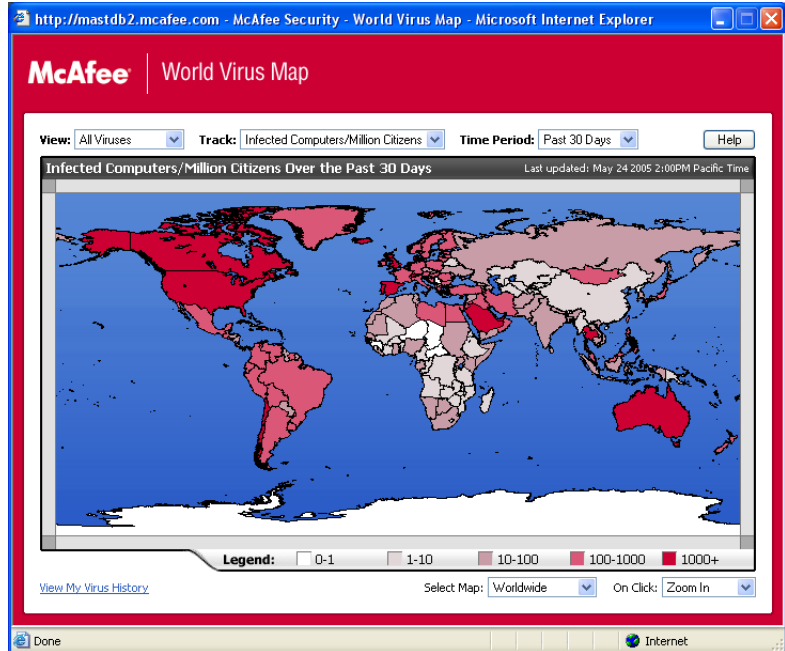 http://mastdb2.mcafee.com - McAfee Security - World Virus Map - Microsoft Internet Explorer
McAfee World Virus Map
View: All Viruses Track: Infected Computers/Million Citizens Time Period: Past 30 Days Help
Infected Computers/Million Citizens Over the Past 30 Days Last updated: May 24 2005 2:00PM Pacific Time
Legend: 0-1 1-10 10-100 100-1000 1000+
View My Virus History Select Map: Worldwide On Click: Zoom In
Done Internet